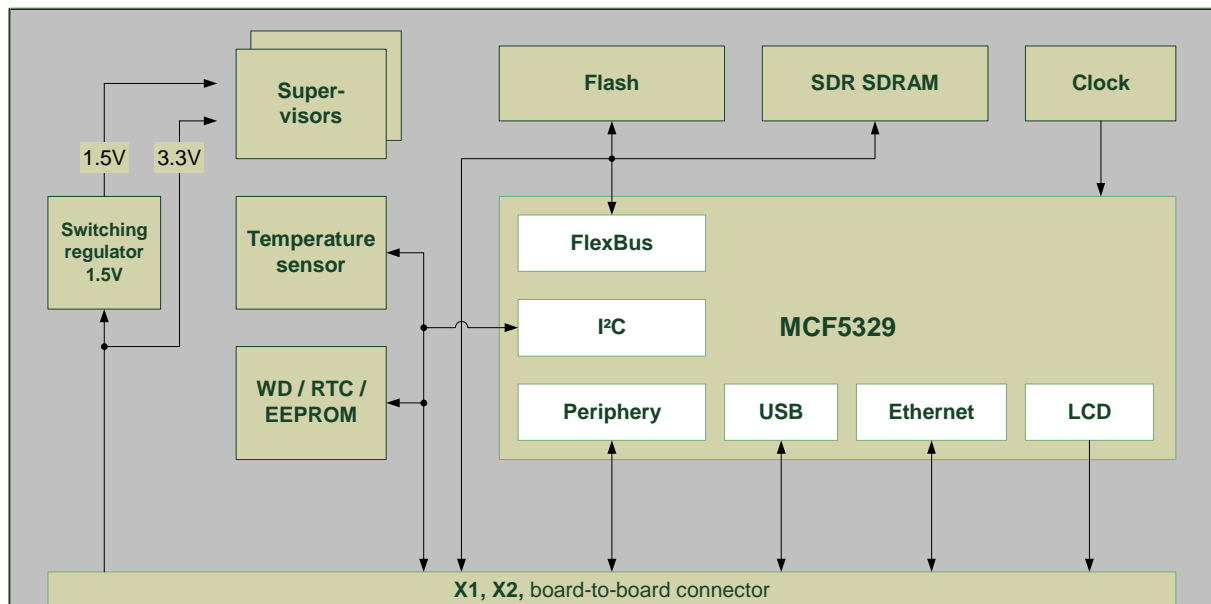 Super-
visors
Flash
SDR SDRAM
Clock
1.5V
3.3V
Switching
regulator
1.5V
Temperature
sensor
FlexBus
I²C
MCF5329
WD / RTC /
EEPROM
Periphery
USB
Ethernet
LCD
X1, X2, board-to-board connector